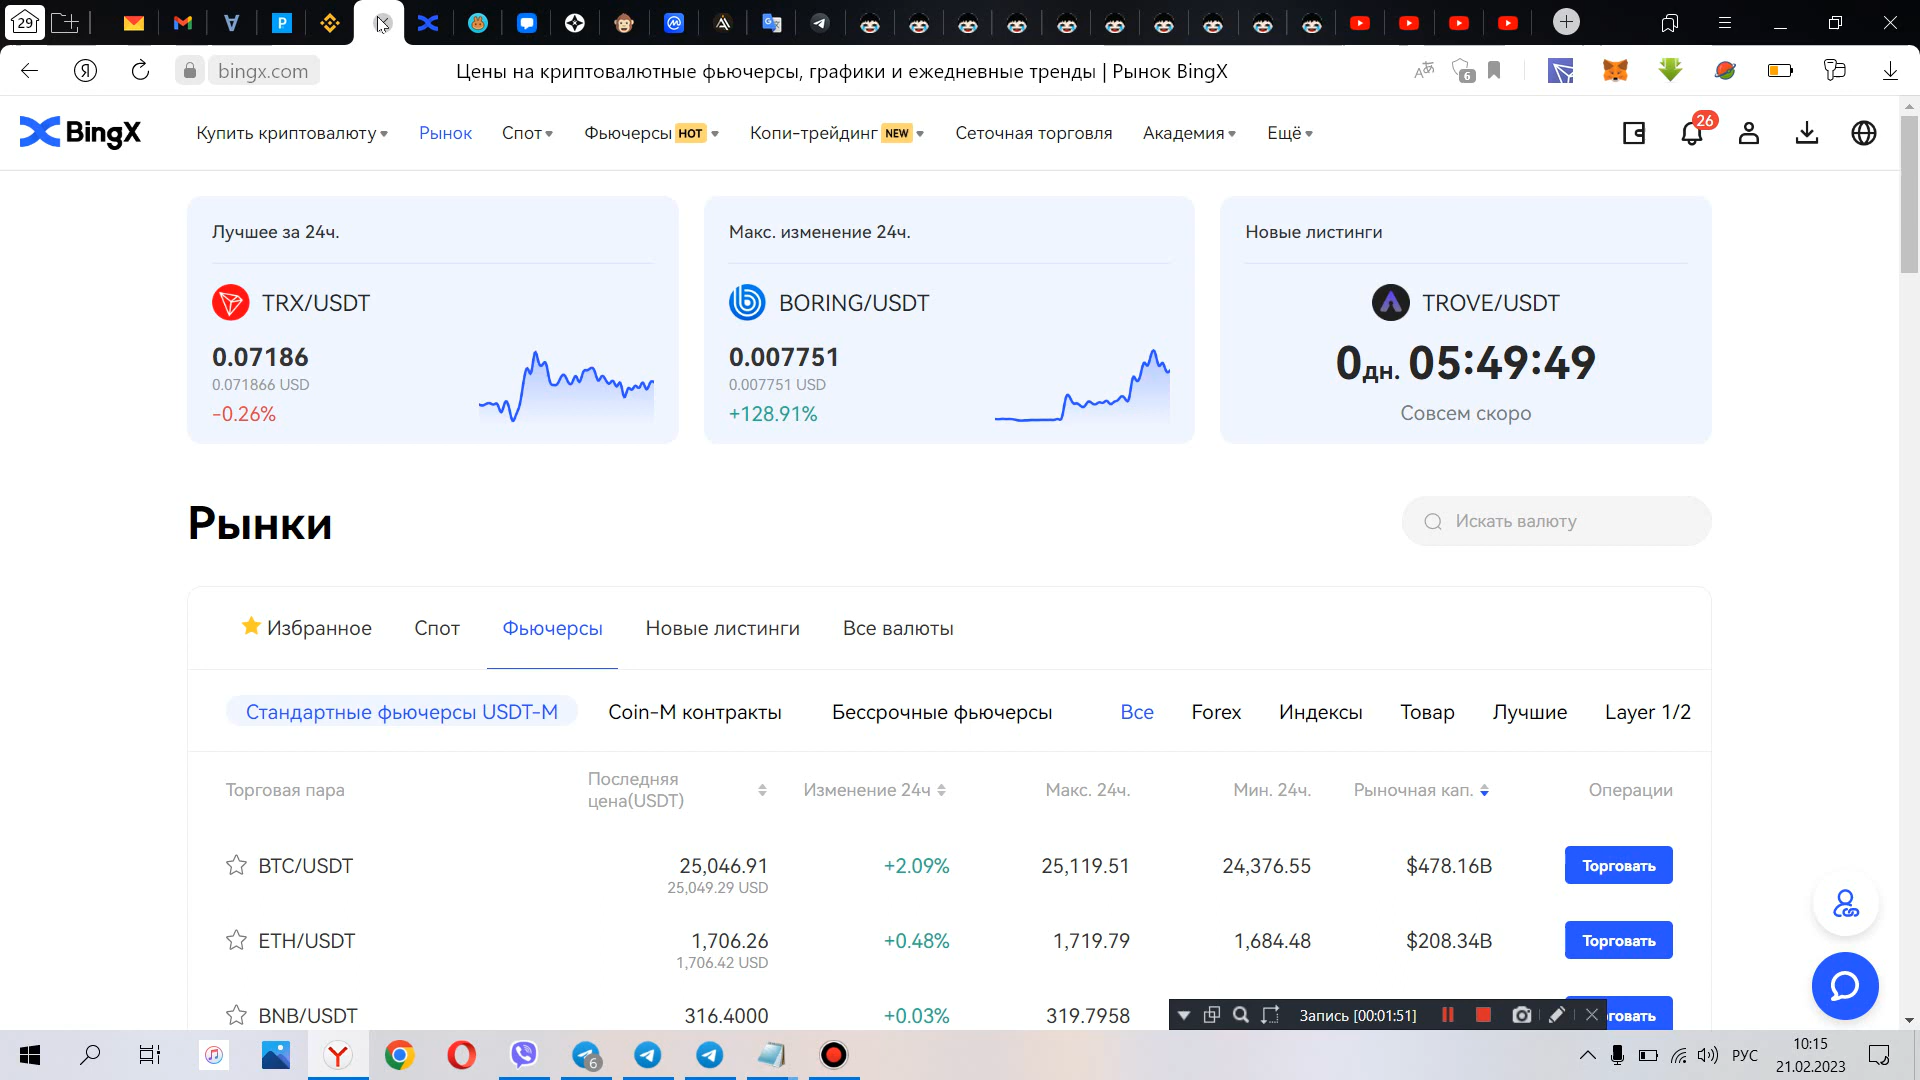 29
bingx.com
Цены на криптовалютные фьючерсы, графики и ежедневные тренды | Рынок BingX
6
BingX
Купить криптовалюту
Рынок
Спот
Фьючерсы HOT
Копи-трейдинг NEW
Сеточная торговля
Академия
Ещё
26
Лучшее за 24ч.
TRX/USDT
0.07186
0.071866 USD
-0.26%
Макс. изменение 24ч.
BORING/USDT
0.007751
0.007751 USD
+128.91%
Новые листинги
TROVE/USDT
0дн. 05:49:49
Совсем скоро
Рынки
Искать валюту
Избранное
Спот
Фьючерсы
Новые листинги
Все валюты
Стандартные фьючерсы USDT-M
Coin-M контракты
Бессрочные фьючерсы
Все
Forex
Индексы
Товар
Лучшие
Layer 1/2
Торговая пара
Последняя
цена(USDT)
Изменение 24ч
Макс. 24ч.
Мин. 24ч.
Рыночная кап.
Операции
BTC/USDT
25,046.91
25,049.29 USD
+2.09%
25,119.51
24,376.55
$478.16B
Торговать
ETH/USDT
1,706.26
1,706.42 USD
+0.48%
1,719.79
1,684.48
$208.34B
Торговать
BNB/USDT
316.4000
+0.03%
319.7958
Запись [00:01:51]
говать
6
РУС
10:15
21.02.2023